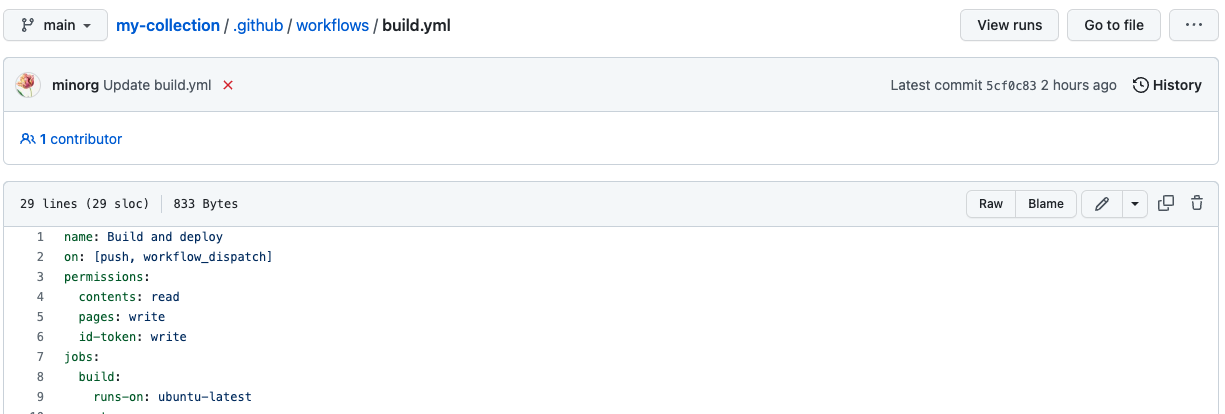 main my-collection / .github / workflows / build.yml View runs Go to file ...
minorg Update build.yml Latest commit 5cf0c83 2 hours ago History
1 contributor
29 lines (29 sloc) 833 Bytes Raw Blame
1 name: Build and deploy
2 on: [push, workflow_dispatch]
3 permissions:
4   contents: read
5   pages: write
6   id-token: write
7 jobs:
8   build:
9     runs-on: ubuntu-latest